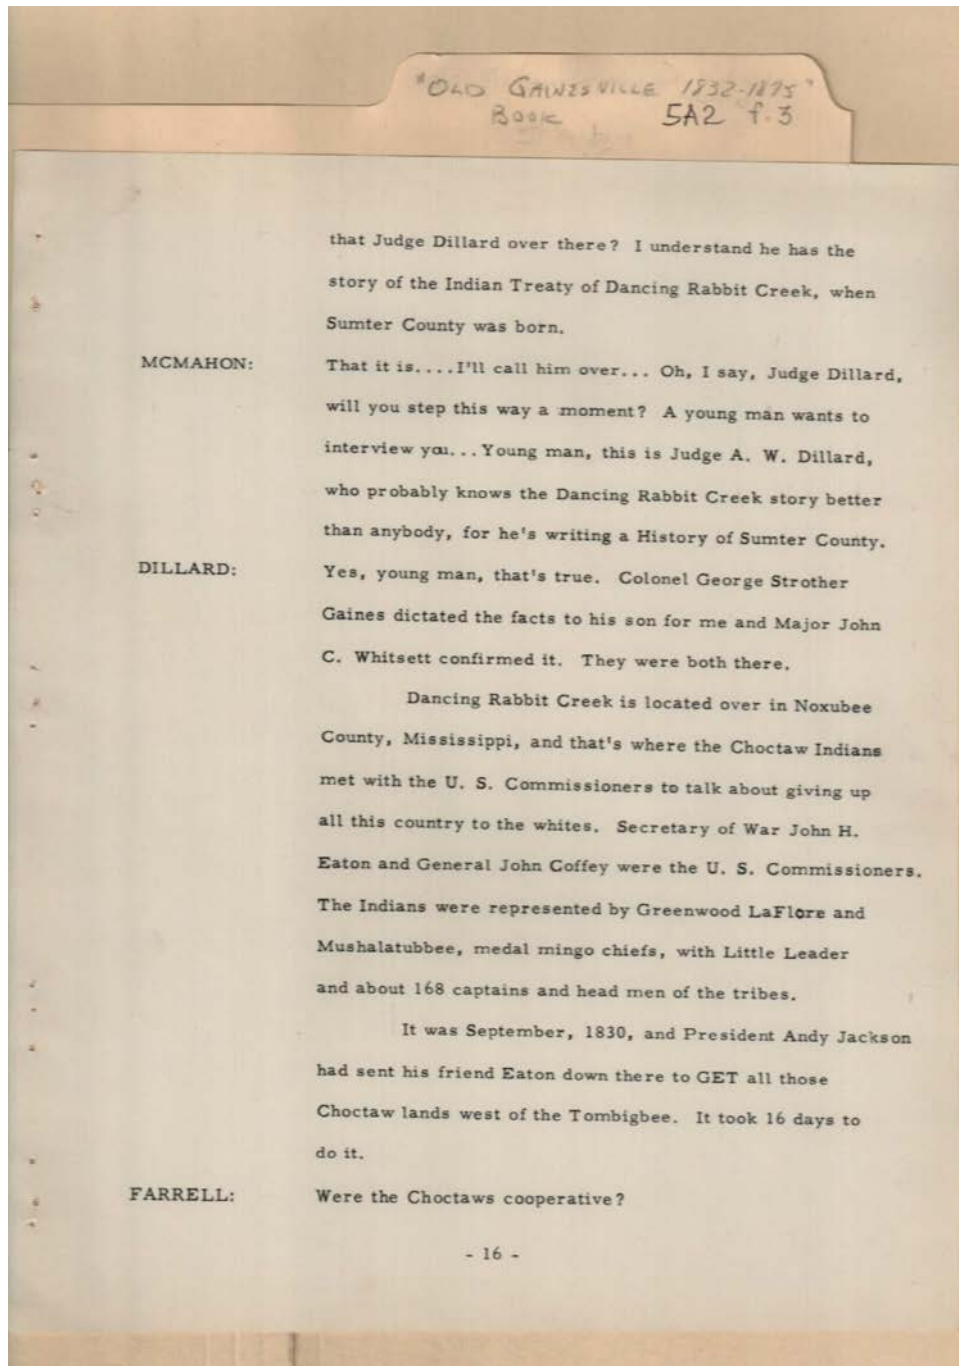 "OLD GAINESVILLE 1832-1875"
BOOK 5A2 f.3
that Judge Dillard over there? I understand he has the
story of the Indian Treaty of Dancing Rabbit Creek, when
Sumter County was born.
MCMAHON: That it is....I'll call him over... Oh, I say, Judge Dillard,
will you step this way a moment? A young man wants to
interview you...Young man, this is Judge A. W. Dillard,
who probably knows the Dancing Rabbit Creek story better
than anybody, for he's writing a History of Sumter County.
DILLARD: Yes, young man, that's true. Colonel George Strother
Gaines dictated the facts to his son for me and Major John
C. Whitsett confirmed it. They were both there.
Dancing Rabbit Creek is located over in Noxubee
County, Mississippi, and that's where the Choctaw Indians
met with the U. S. Commissioners to talk about giving up
all this country to the whites. Secretary of War John H.
Eaton and General John Coffey were the U. S. Commissioners.
The Indians were represented by Greenwood LaFlore and
Mushalatubbee, medal mingo chiefs, with Little Leader
and about 168 captains and head men of the tribes.
It was September, 1830, and President Andy Jackson
had sent his friend Eaton down there to GET all those
Choctaw lands west of the Tombigbee. It took 16 days to
do it.
FARRELL: Were the Choctaws cooperative?
- 16 -